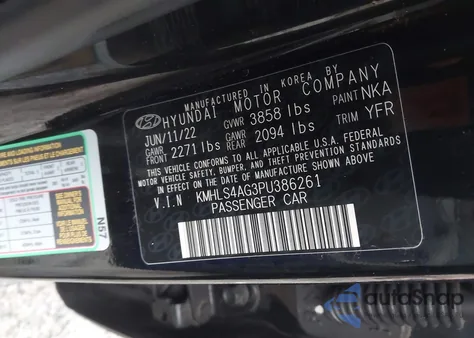 MANUFACTURED IN KOREA BY
HYUNDAI MOTOR COMPANY
JUN/11/22 GVWR 3858 lbs PAINT NKA
GAWR FRONT 2271 lbs GAWR REAR 2094 lbs TRIM YFR
THIS VEHICLE CONFORMS TO ALL APPLICABLE U.S.A. FEDERAL
MOTOR VEHICLE SAFETY, BUMPER, AND THEFT PREVENTION STANDARDS
IN EFFECT ON THE DATE OF MANUFACTURE SHOWN ABOVE.
V.I.N KMHLS4AG3PU386261
PASSENGER CAR
N57
autoSnap